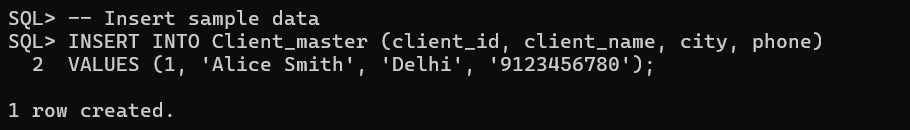 SQL> -- Insert sample data
SQL> INSERT INTO Client_master (client_id, client_name, city, phone)
  2  VALUES (1, 'Alice Smith', 'Delhi', '9123456780');
1 row created.